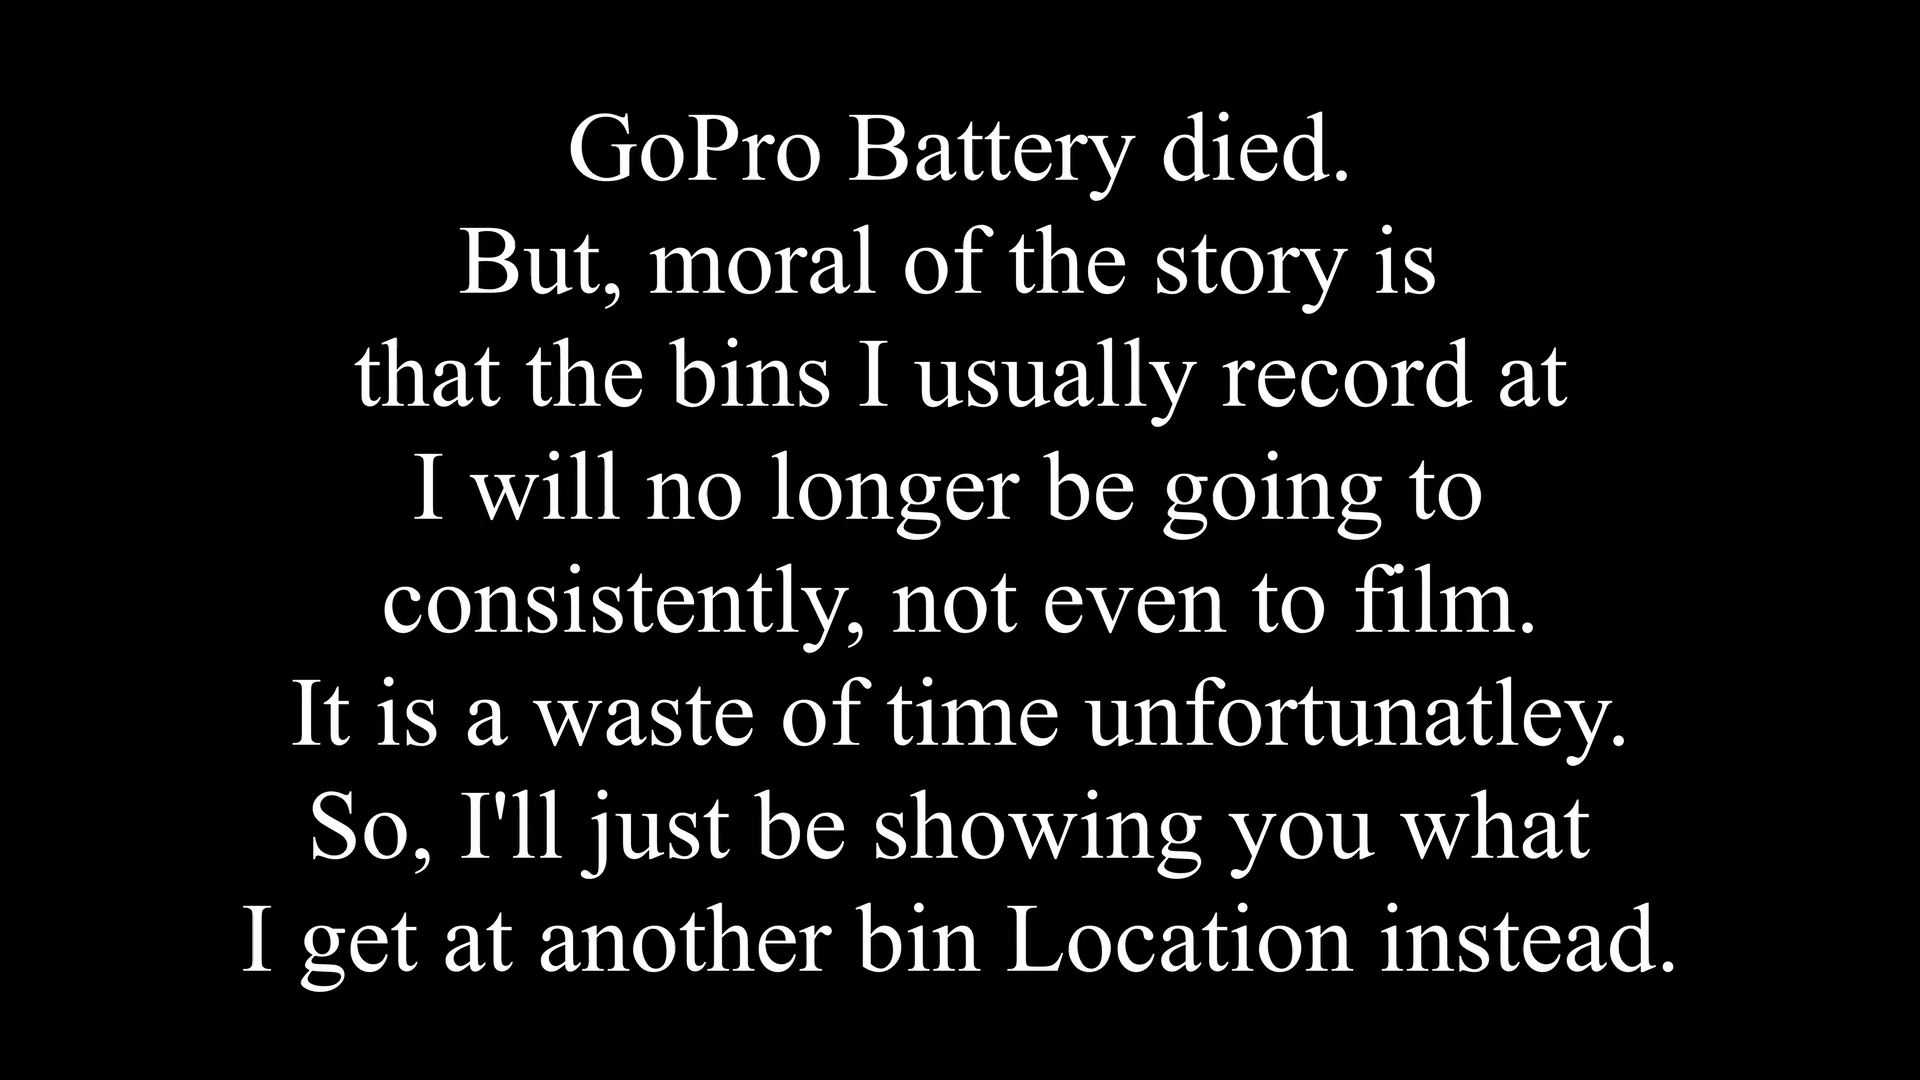 GoPro Battery died.
But, moral of the story is
that the bins I usually record at
I will no longer be going to
consistently, not even to film.
It is a waste of time unfortunatley.
So, I'll just be showing you what
I get at another bin Location instead.